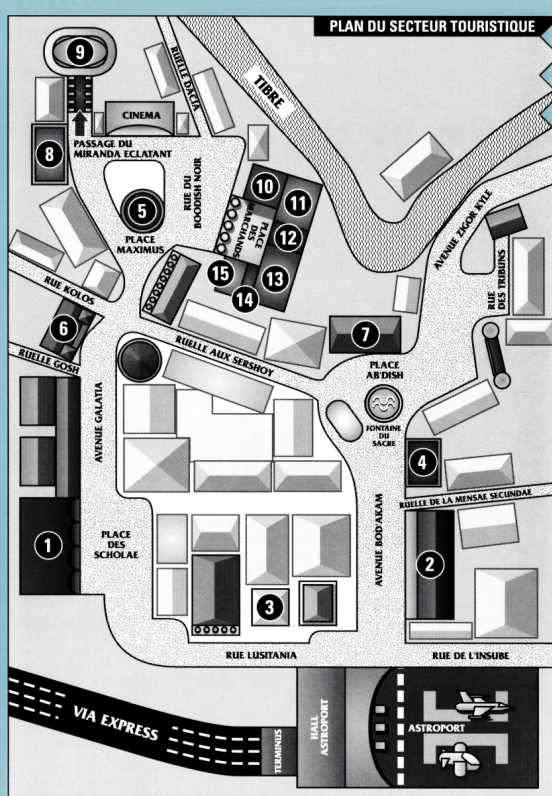 PLAN DU SECTEUR TOURISTIQUE
9
RUELLE DACIA
TIBRE
CINEMA
8
PASSAGE DU
MIRANDA ECLATANT
RUE DU
BOODISH NOIR
10
11
5
PLACE DES
MARCHANDS
12
PLACE
MAXIMUS
15
13
14
AVENUE ZIGOR KYLE
RUE
DES TRIBUNS
RUE KOLOS
6
7
RUELLE AUX SERSHOY
RUELLE GOSH
PLACE
AB'DISH
AVENUE GALATIA
FONTAINE
DU
SACRE
4
RUELLE DE LA MENSAE SECUNDAE
1
PLACE
DES
SCHOLAE
AVENUE BOD'AKAM
2
3
RUE LUSITANIA
RUE DE L'INSUBE
VIA EXPRESS
TERMINUS
HALL
ASTROPORT
ASTROPORT